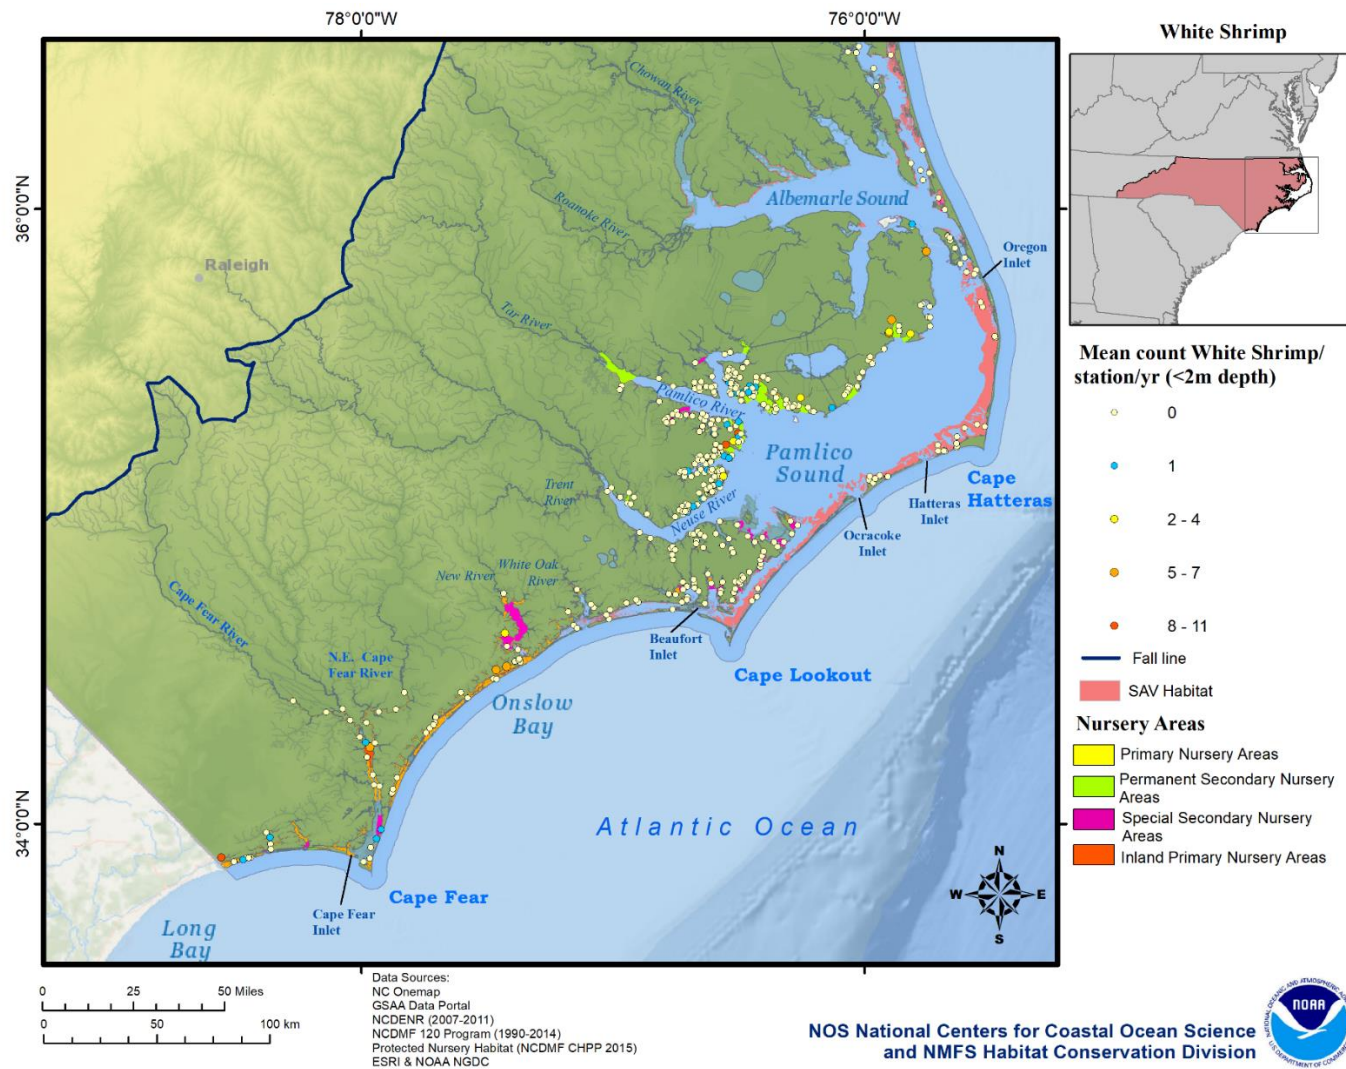 78°0'0"W
76°0'0"W
36°0'0"N
34°0'0"N
Chowan River
Roanoke River
Albemarle Sound
Raleigh
Tar River
Oregon
Inlet
Pamlico River
Pamlico
Sound
Cape
Hatteras
Hatteras
Inlet
Ocracoke
Inlet
Trent
River
Neuse River
New River
White Oak
River
Cape Fear River
N.E. Cape
Fear River
Beaufort
Inlet
Cape Lookout
Onslow
Bay
Atlantic Ocean
Cape Fear
Cape Fear
Inlet
Long
Bay
N
W
E
S
White Shrimp
Mean count White Shrimp/
station/yr (<2m depth)
0
1
2 - 4
5 - 7
8 - 11
Fall line
SAV Habitat
Nursery Areas
Primary Nursery Areas
Permanent Secondary Nursery
Areas
Special Secondary Nursery
Areas
Inland Primary Nursery Areas
0 25 50 Miles
0 50 100 km
Data Sources:
NC Onemap
GSAA Data Portal
NCDENR (2007-2011)
NCDMF 120 Program (1990-2014)
Protected Nursery Habitat (NCDMF CHPP 2015)
ESRI & NOAA NGDC
NOS National Centers for Coastal Ocean Science
and NMFS Habitat Conservation Division
NOAA